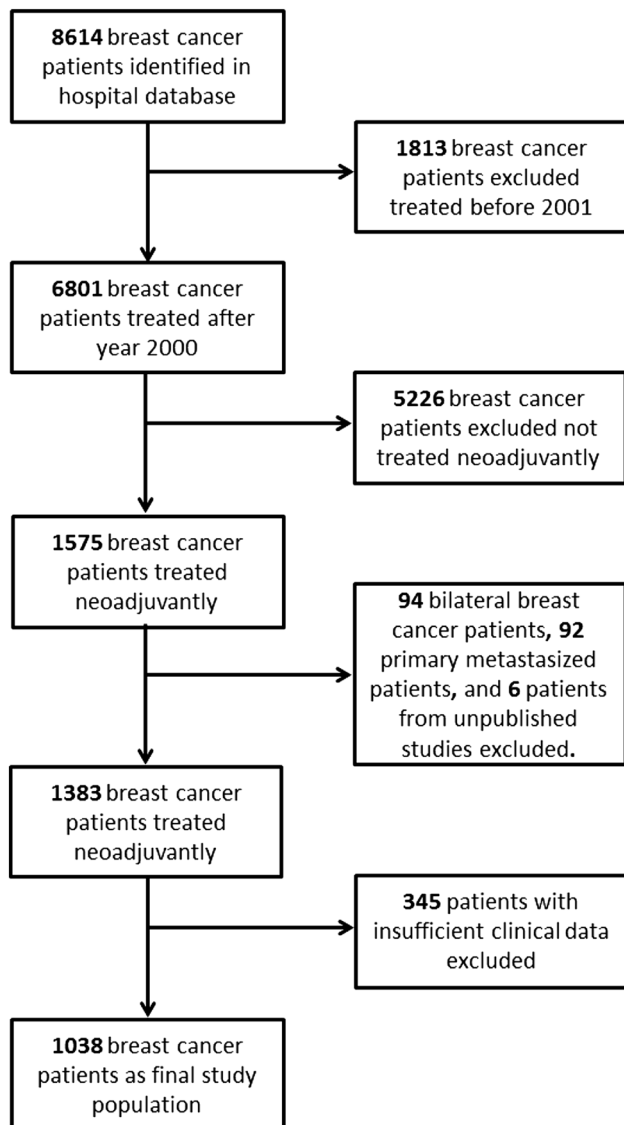 8614 breast cancer
patients identified in
hospital database
1813 breast cancer
patients excluded
treated before 2001
6801 breast cancer
patients treated after
year 2000
5226 breast cancer
patients excluded not
treated neoadjuvantly
1575 breast cancer
patients treated
neoadjuvantly
94 bilateral breast
cancer patients, 92
primary metastasized
patients, and 6 patients
from unpublished
studies excluded.
1383 breast cancer
patients treated
neoadjuvantly
345 patients with
insufficient clinical data
excluded
1038 breast cancer
patients as final study
population